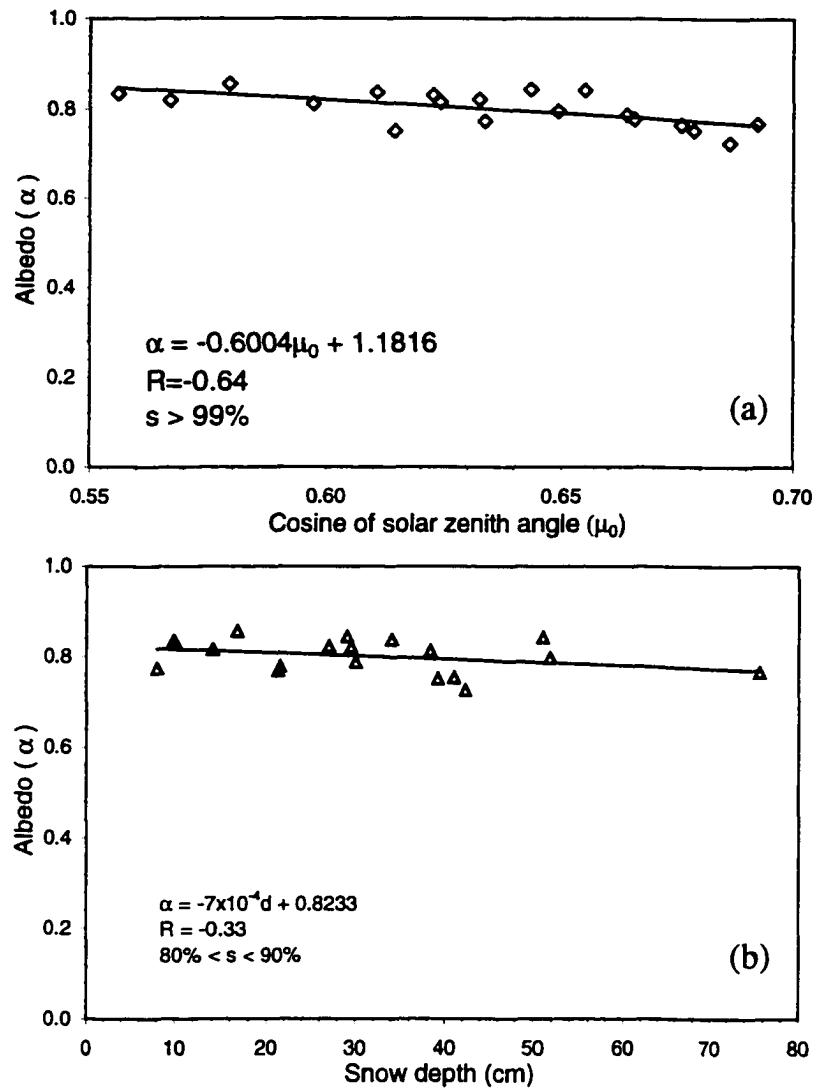 1.0
0.8
0.6
0.4
0.2
0.0
Albedo ( α )
α = -0.6004μ₀ + 1.1816
R=-0.64
s > 99%
(a)
0.55 0.60 0.65 0.70
Cosine of solar zenith angle (μ₀)
1.0
0.8
0.6
0.4
0.2
0.0
Albedo ( α )
α = -7x10⁻⁴d + 0.8233
R = -0.33
80% < s < 90%
(b)
0 10 20 30 40 50 60 70 80
Snow depth (cm)